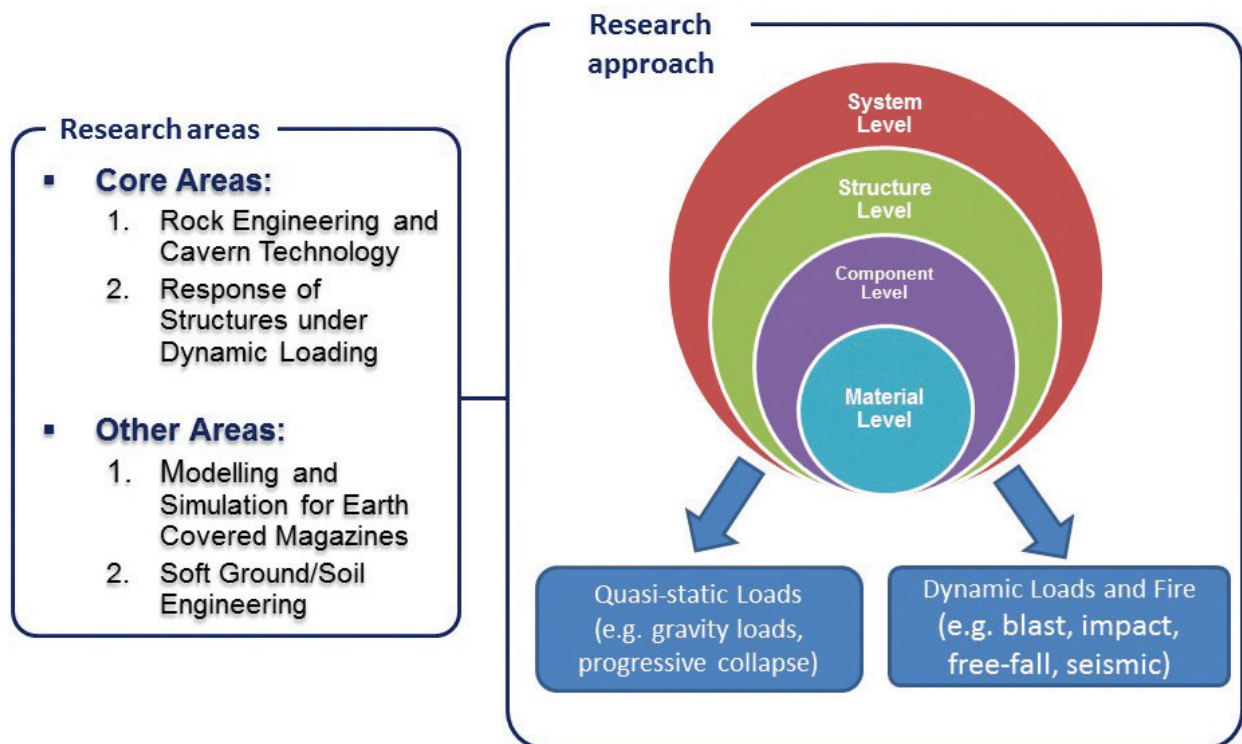 Research areas
▪ Core Areas:
1. Rock Engineering and
Cavern Technology
2. Response of
Structures under
Dynamic Loading
▪ Other Areas:
1. Modelling and
Simulation for Earth
Covered Magazines
2. Soft Ground/Soil
Engineering
Research
approach
System
Level
Structure
Level
Component
Level
Material
Level
Quasi-static Loads
(e.g. gravity loads,
progressive collapse)
Dynamic Loads and Fire
(e.g. blast, impact,
free-fall, seismic)